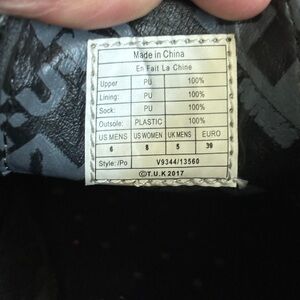 Made in China
En Fait La Chine
Upper PU 100%
Lining: PU 100%
Sock: PU 100%
Outsole: PLASTIC 100%
US MENS US WOMEN UK MENS EURO
6 8 5 39
Style:/Po V9344/13560
©T.U.K 2017